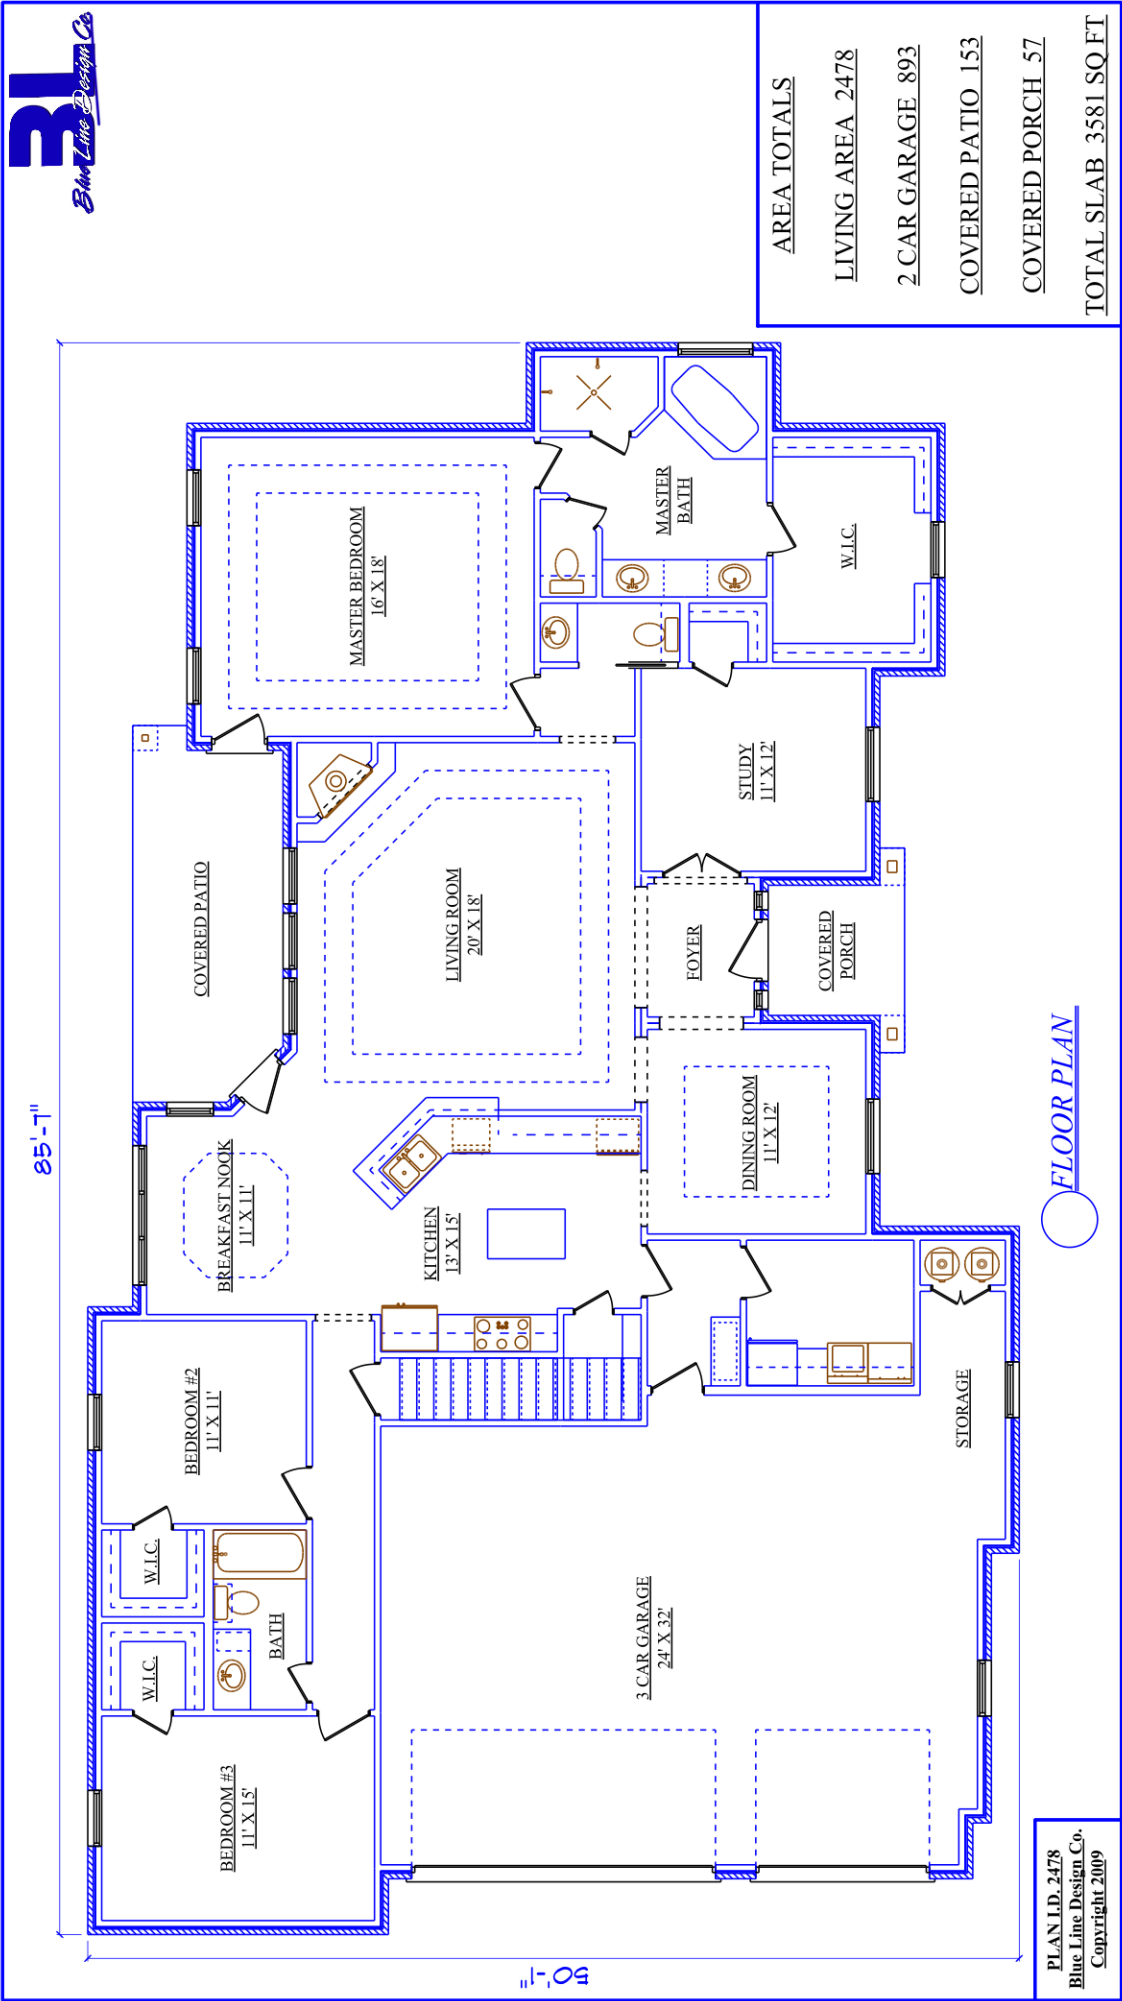 Blue Line Design Co.
85'-7"
COVERED PATIO
BREAKFAST NOOK
11' X 11'
BEDROOM #2
11' X 11'
W.I.C.
W.I.C.
BATH
BEDROOM #3
11' X 15'
MASTER BEDROOM
16' X 18'
LIVING ROOM
20' X 18'
KITCHEN
13' X 15'
MASTER
BATH
W.I.C.
STUDY
11' X 12'
FOYER
COVERED
PORCH
DINING ROOM
11' X 12'
3 CAR GARAGE
24' X 32'
STORAGE
50'-1"
FLOOR PLAN
AREA TOTALS
LIVING AREA 2478
2 CAR GARAGE 893
COVERED PATIO 153
COVERED PORCH 57
TOTAL SLAB 3581 SQ FT
PLAN I.D. 2478
Blue Line Design Co.
Copyright 2009